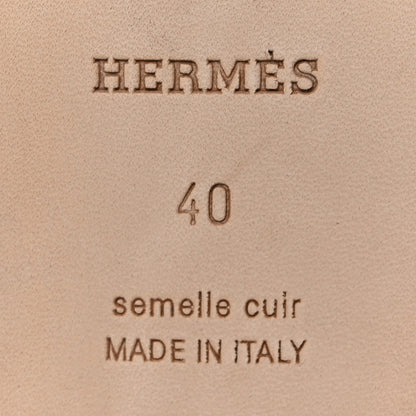 HERMÈS
40
semelle cuir
MADE IN ITALY